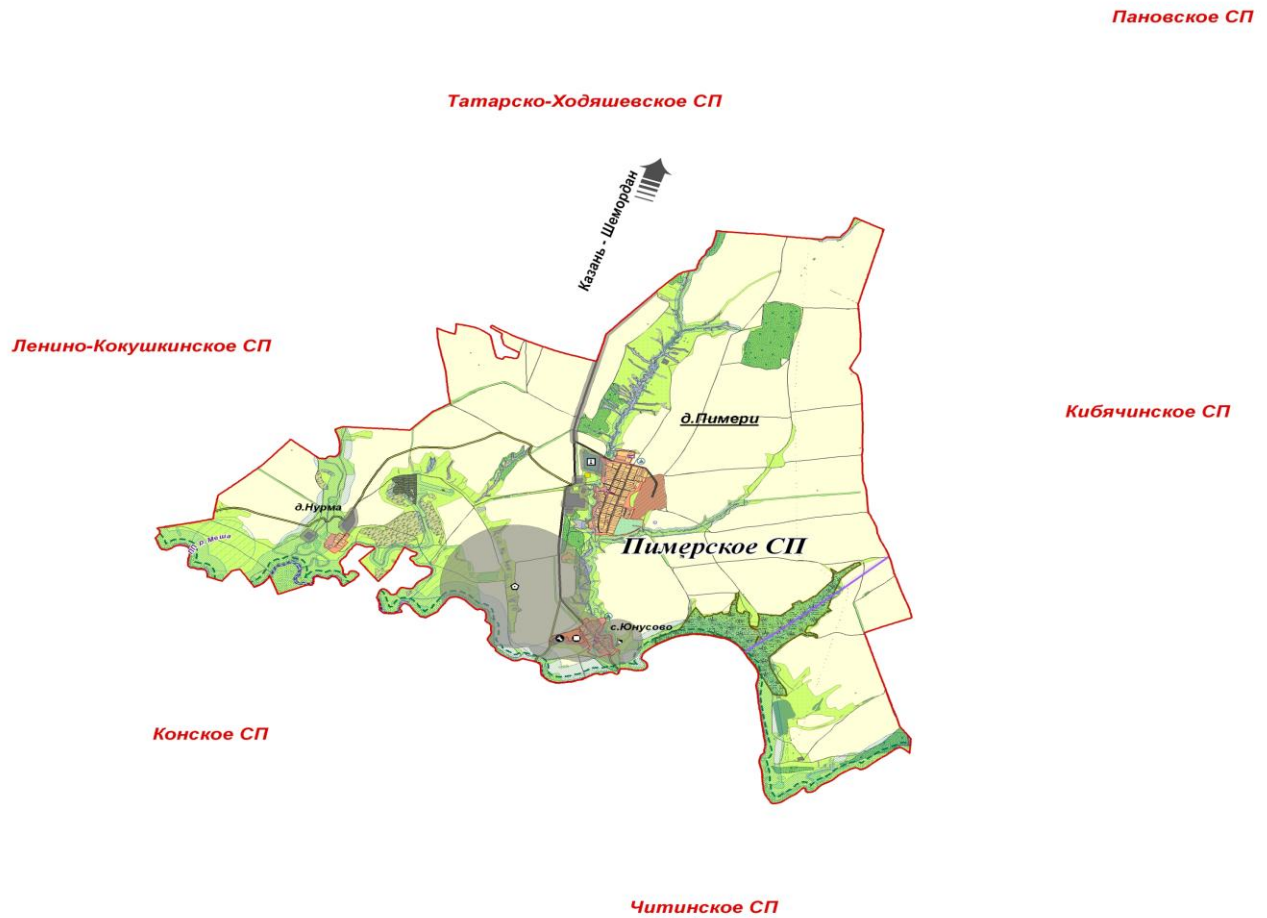 Пановское СП
Татарско-Ходяшевское СП
Казань - Шемордан
Ленино-Кокушкинское СП
Кибячинское СП
д.Пимери
д.Нурма
р. Меша
Пимерское СП
с.Юнусово
Конское СП
Читинское СП